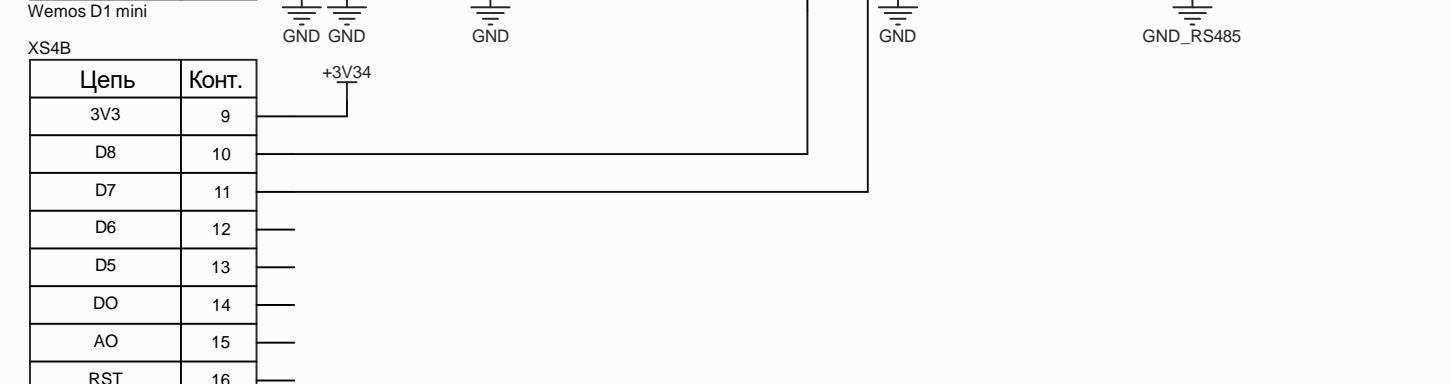 Wemos D1 mini
GND GND GND GND GND_RS485
XS4B
+3V34
Цепь Конт.
3V3 9
D8 10
D7 11
D6 12
D5 13
DO 14
AO 15
RST 16